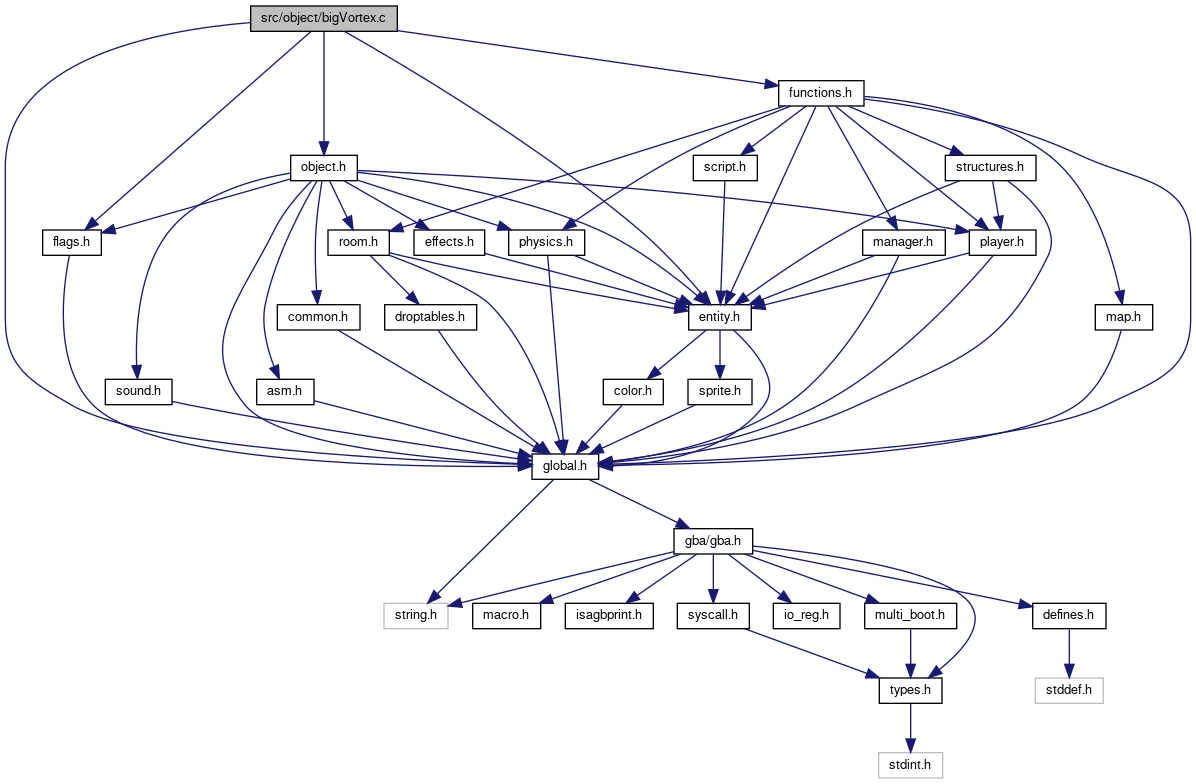 src/object/bigVortex.c
functions.h
object.h
script.h
structures.h
flags.h
room.h
effects.h
physics.h
manager.h
player.h
common.h
droptables.h
entity.h
map.h
sound.h
asm.h
color.h
sprite.h
global.h
gba/gba.h
string.h
macro.h
isagbprint.h
syscall.h
io_reg.h
multi_boot.h
defines.h
types.h
stddef.h
stdint.h